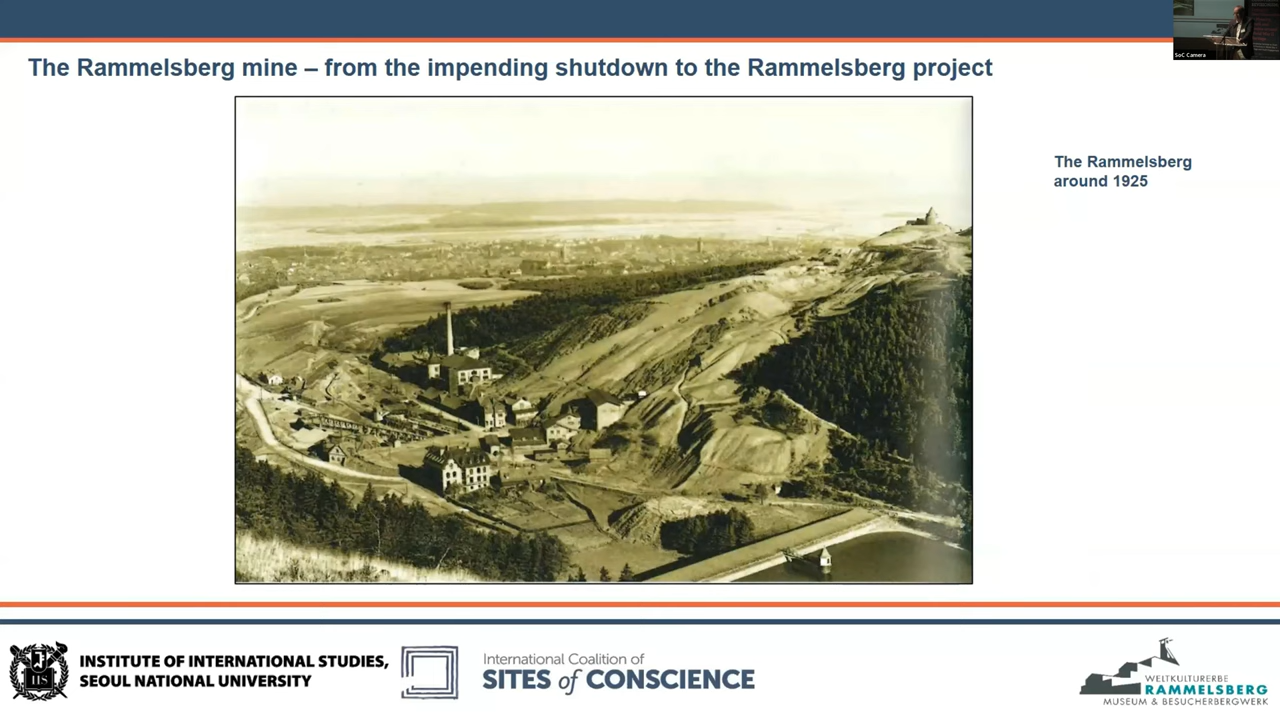 SoC Camera
The Rammelsberg mine – from the impending shutdown to the Rammelsberg project
The Rammelsberg
around 1925
INSTITUTE OF INTERNATIONAL STUDIES,
SEOUL NATIONAL UNIVERSITY
International Coalition of
SITES of CONSCIENCE
WELTKULTURERBE
RAMMELSBERG
MUSEUM & BESUCHERBERGWERK